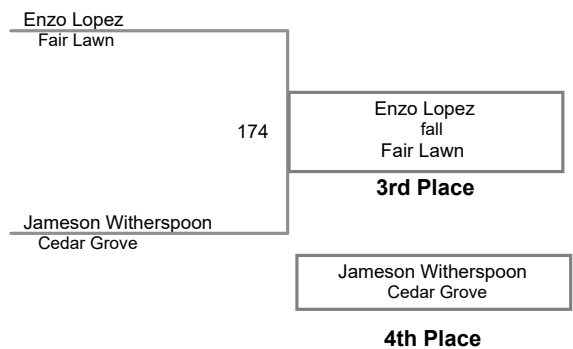 Enzo Lopez
Fair Lawn
174
Enzo Lopez
fall
Fair Lawn
3rd Place
Jameson Witherspoon
Cedar Grove
Jameson Witherspoon
Cedar Grove
4th Place